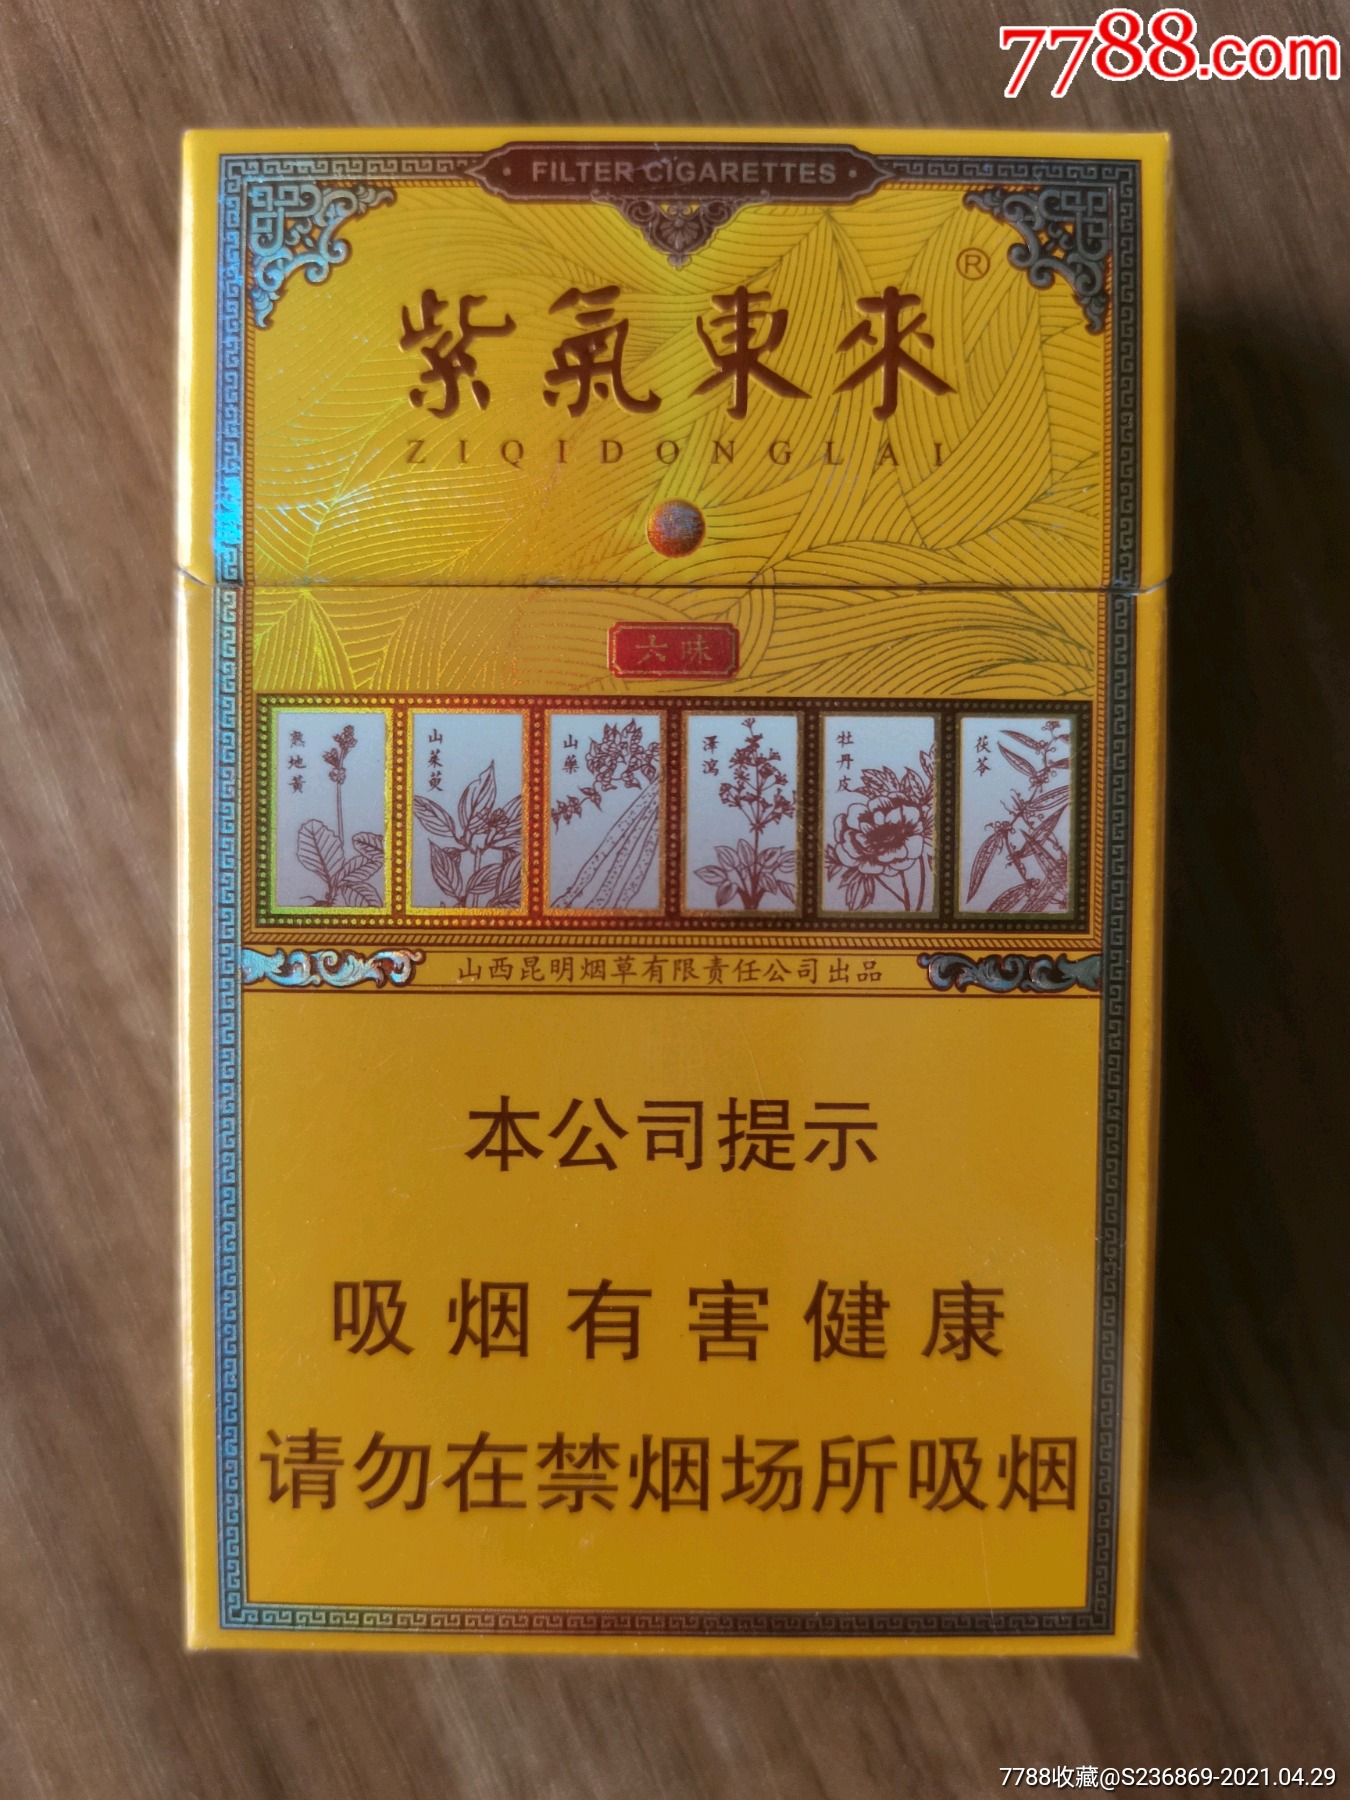 7788.com
FILTER CIGARETTES
®
紫氣東來
ZIQIDONGLAI
六味
熟地黃
山茱萸
山藥
澤瀉
牡丹皮
茯苓
山西昆明烟草有限责任公司出品
本公司提示
吸烟有害健康
请勿在禁烟场所吸烟
7788收藏@S236869-2021.04.29